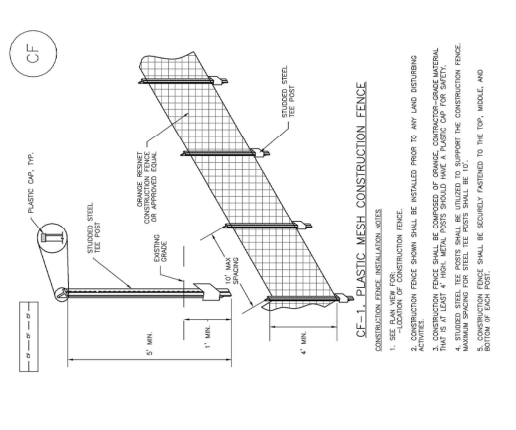 CF
PLASTIC CAP, TYP.
STUDDED STEEL
TEE POST
EXISTING
GRADE
5' MIN.
1' MIN.
ORANGE RESINET
CONSTRUCTION FENCE
OR APPROVED EQUAL
10' MAX
SPACING
4' MIN.
STUDDED STEEL
TEE POST
CF-1. PLASTIC MESH CONSTRUCTION FENCE
CONSTRUCTION FENCE INSTALLATION NOTES
1. SEE PLAN VIEW FOR:
-LOCATION OF CONSTRUCTION FENCE.
2. CONSTRUCTION FENCE SHOWN SHALL BE INSTALLED PRIOR TO ANY LAND DISTURBING
ACTIVITIES.
3. CONSTRUCTION FENCE SHALL BE COMPOSED OF ORANGE, CONTRACTOR-GRADE MATERIAL
THAT IS AT LEAST 4' HIGH. METAL POSTS SHOULD HAVE A PLASTIC CAP FOR SAFETY.
4. STUDDED STEEL TEE POSTS SHALL BE UTILIZED TO SUPPORT THE CONSTRUCTION FENCE.
MAXIMUM SPACING FOR STEEL TEE POSTS SHALL BE 10'.
5. CONSTRUCTION FENCE SHALL BE SECURELY FASTENED TO THE TOP, MIDDLE, AND
BOTTOM OF EACH POST.